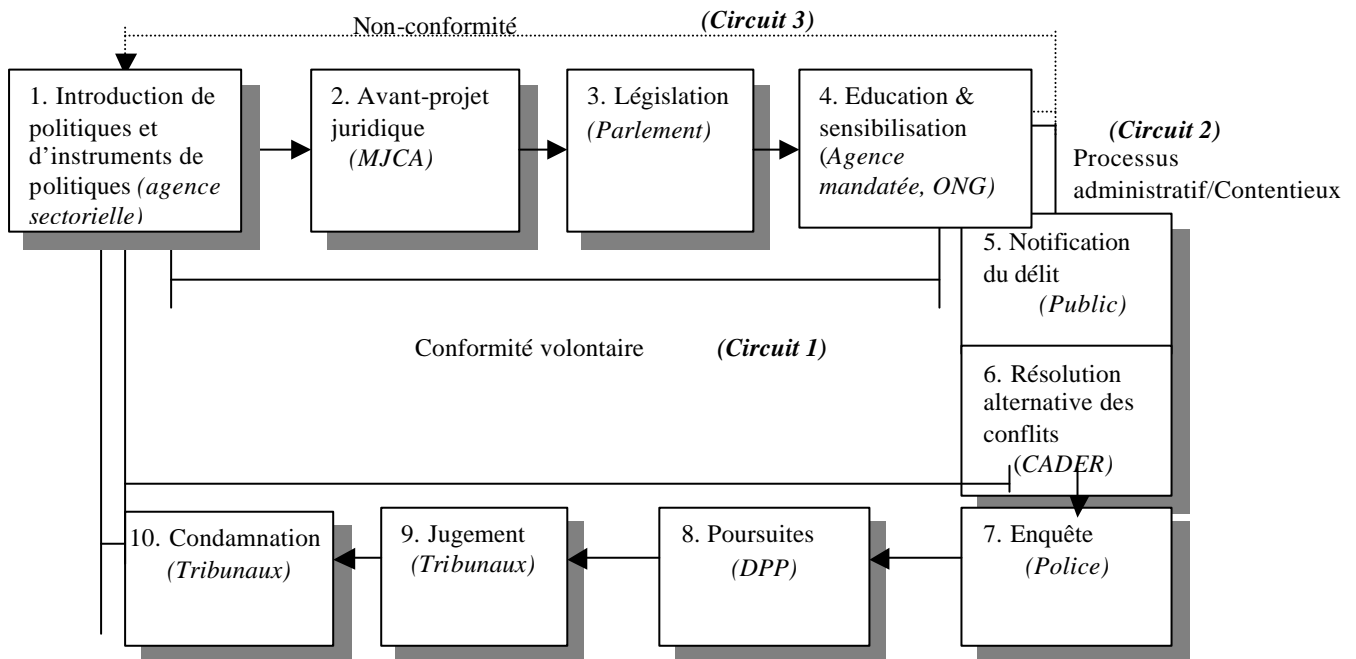 Non-conformité
(Circuit 3)
1. Introduction de
politiques et
d’instruments de
politiques (agence
sectorielle)
2. Avant-projet
juridique
(MJCA)
3. Législation
(Parlement)
4. Education &
sensibilisation
(Agence
mandatée, ONG)
(Circuit 2)
Processus
administratif/Contentieux
5. Notification
du délit
(Public)
Conformité volontaire
(Circuit 1)
6. Résolution
alternative des
conflits
(CADER)
10. Condamnation
(Tribunaux)
9. Jugement
(Tribunaux)
8. Poursuites
(DPP)
7. Enquête
(Police)